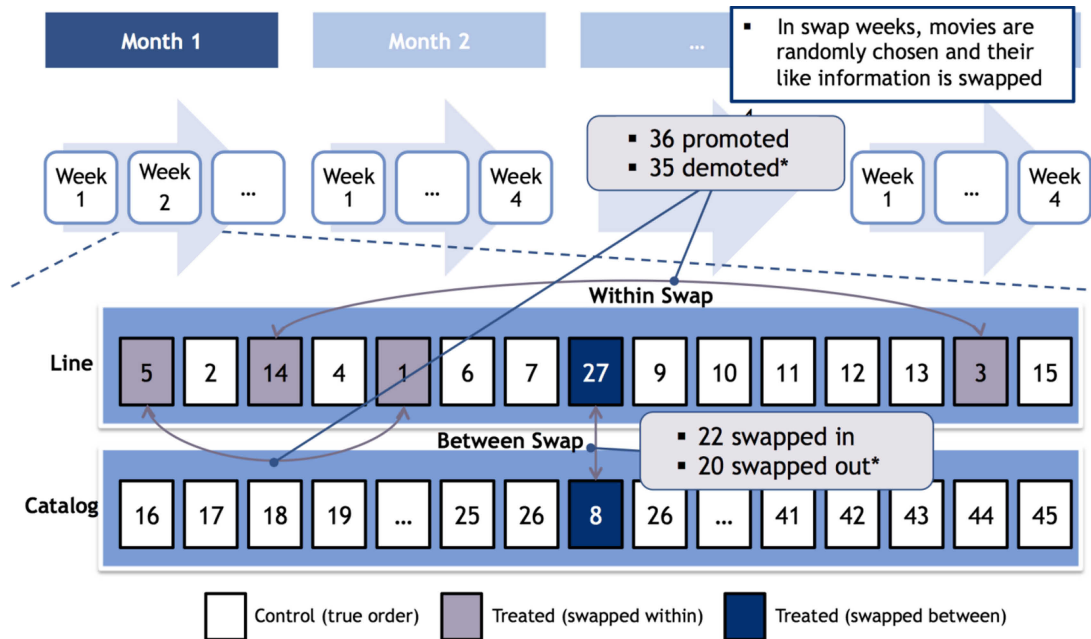 Month 1
Month 2
...
▪ In swap weeks, movies are
randomly chosen and their
like information is swapped
▪ 36 promoted
▪ 35 demoted*
Week
1
Week
2
...
Week
1
...
Week
4
Week
1
...
Week
4
Within Swap
Line
5 2 14 4 1 6 7 27 9 10 11 12 13 3 15
Between Swap
▪ 22 swapped in
▪ 20 swapped out*
Catalog
16 17 18 19 ... 25 26 8 26 ... 41 42 43 44 45
Control (true order)
Treated (swapped within)
Treated (swapped between)